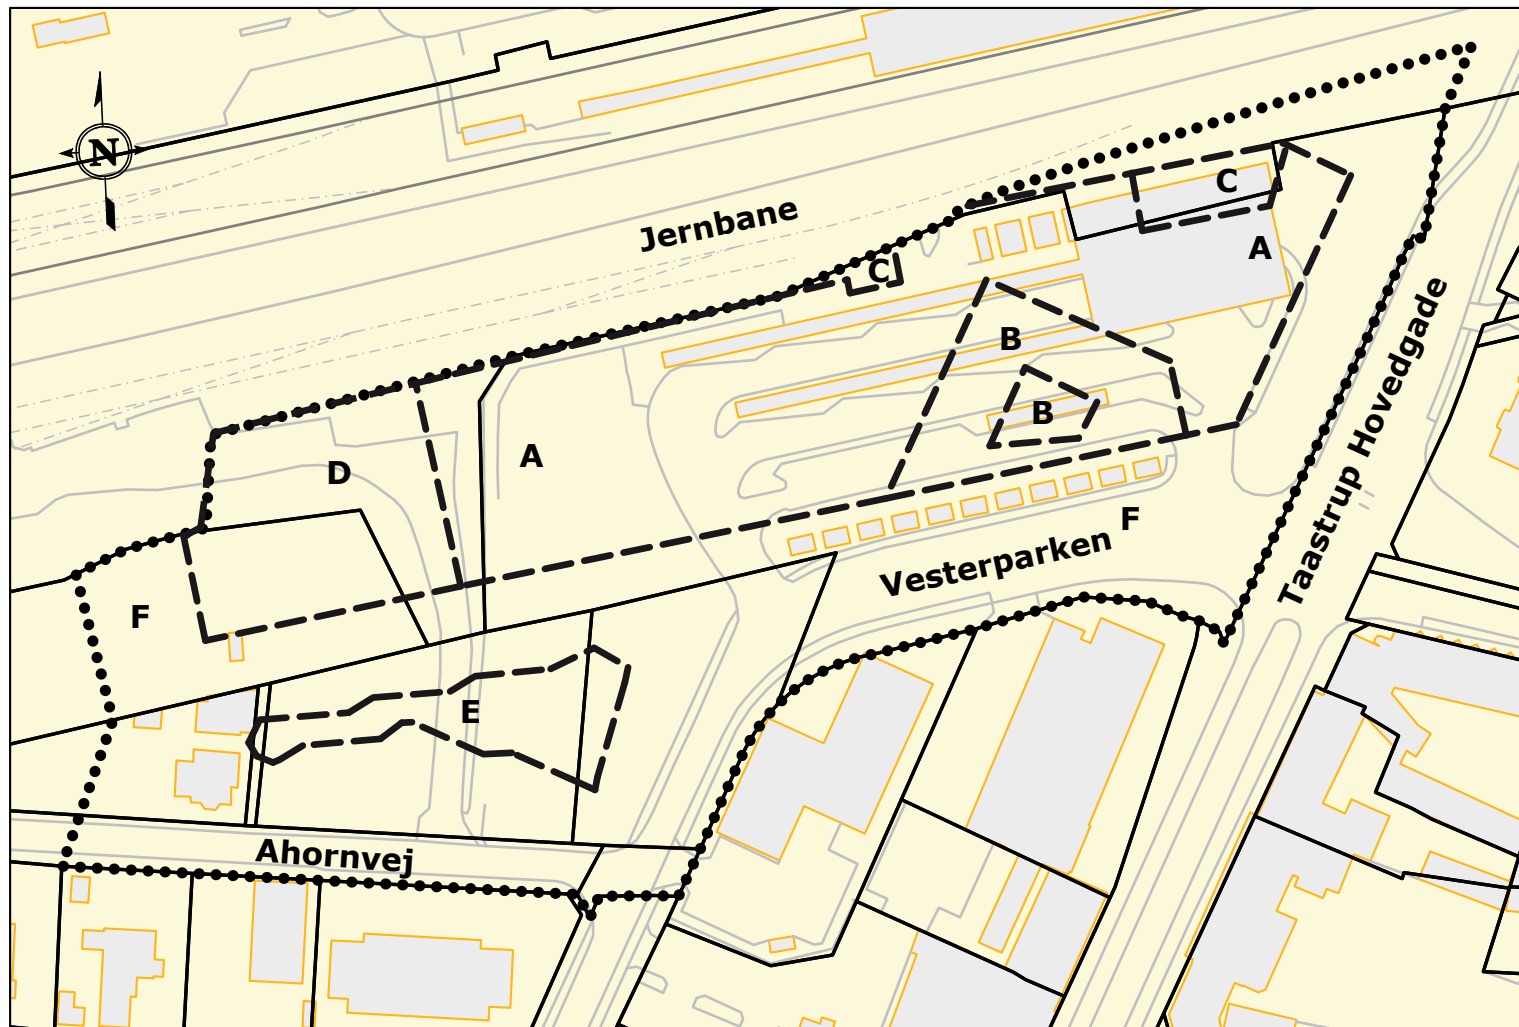 N
Jernbane
C
A
C
B
B
A
D
F
Vesterparken
Taastrup Hovedgade
F
E
Ahornvej